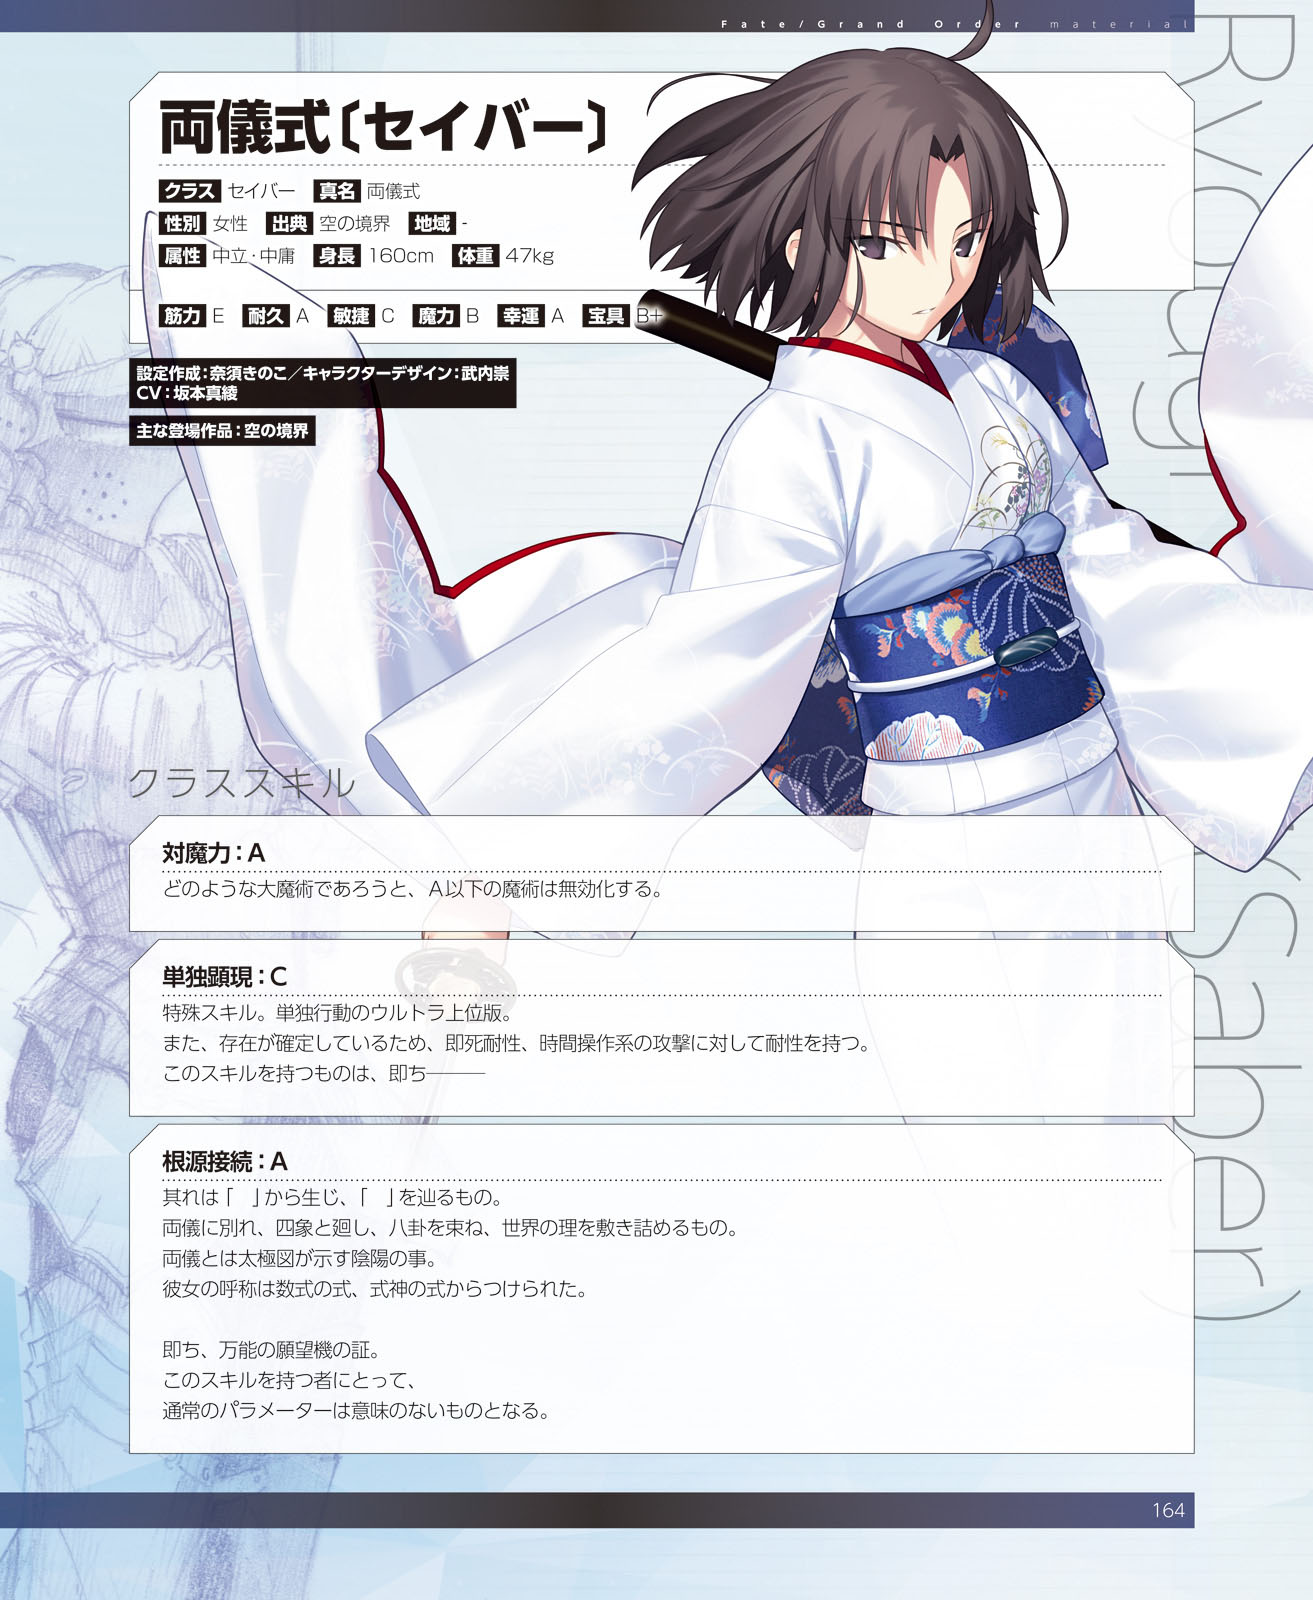 Fate/Grand Order material
両儀式〔セイバー〕
クラス セイバー 真名 両儀式
性別 女性 出典 空の境界 地域 -
属性 中立・中庸 身長 160cm 体重 47kg
筋力 E 耐久 A 敏捷 C 魔力 B 幸運 A 宝具 B+
設定作成：奈須きのこ／キャラクターデザイン：武内崇
CV：坂本真綾
主な登場作品：空の境界
クラススキル
対魔力：A
どのような大魔術であろうと、A以下の魔術は無効化する。
単独顕現：C
特殊スキル。単独行動のウルトラ上位版。
また、存在が確定しているため、即死耐性、時間操作系の攻撃に対して耐性を持つ。
このスキルを持つものは、即ち———
根源接続：A
其れは「　」から生じ、「　」を辿るもの。
両儀に別れ、四象と廻し、八卦を束ね、世界の理を敷き詰めるもの。
両儀とは太極図が示す陰陽の事。
彼女の呼称は数式の式、式神の式からつけられた。
即ち、万能の願望機の証。
このスキルを持つ者にとって、
通常のパラメーターは意味のないものとなる。
164